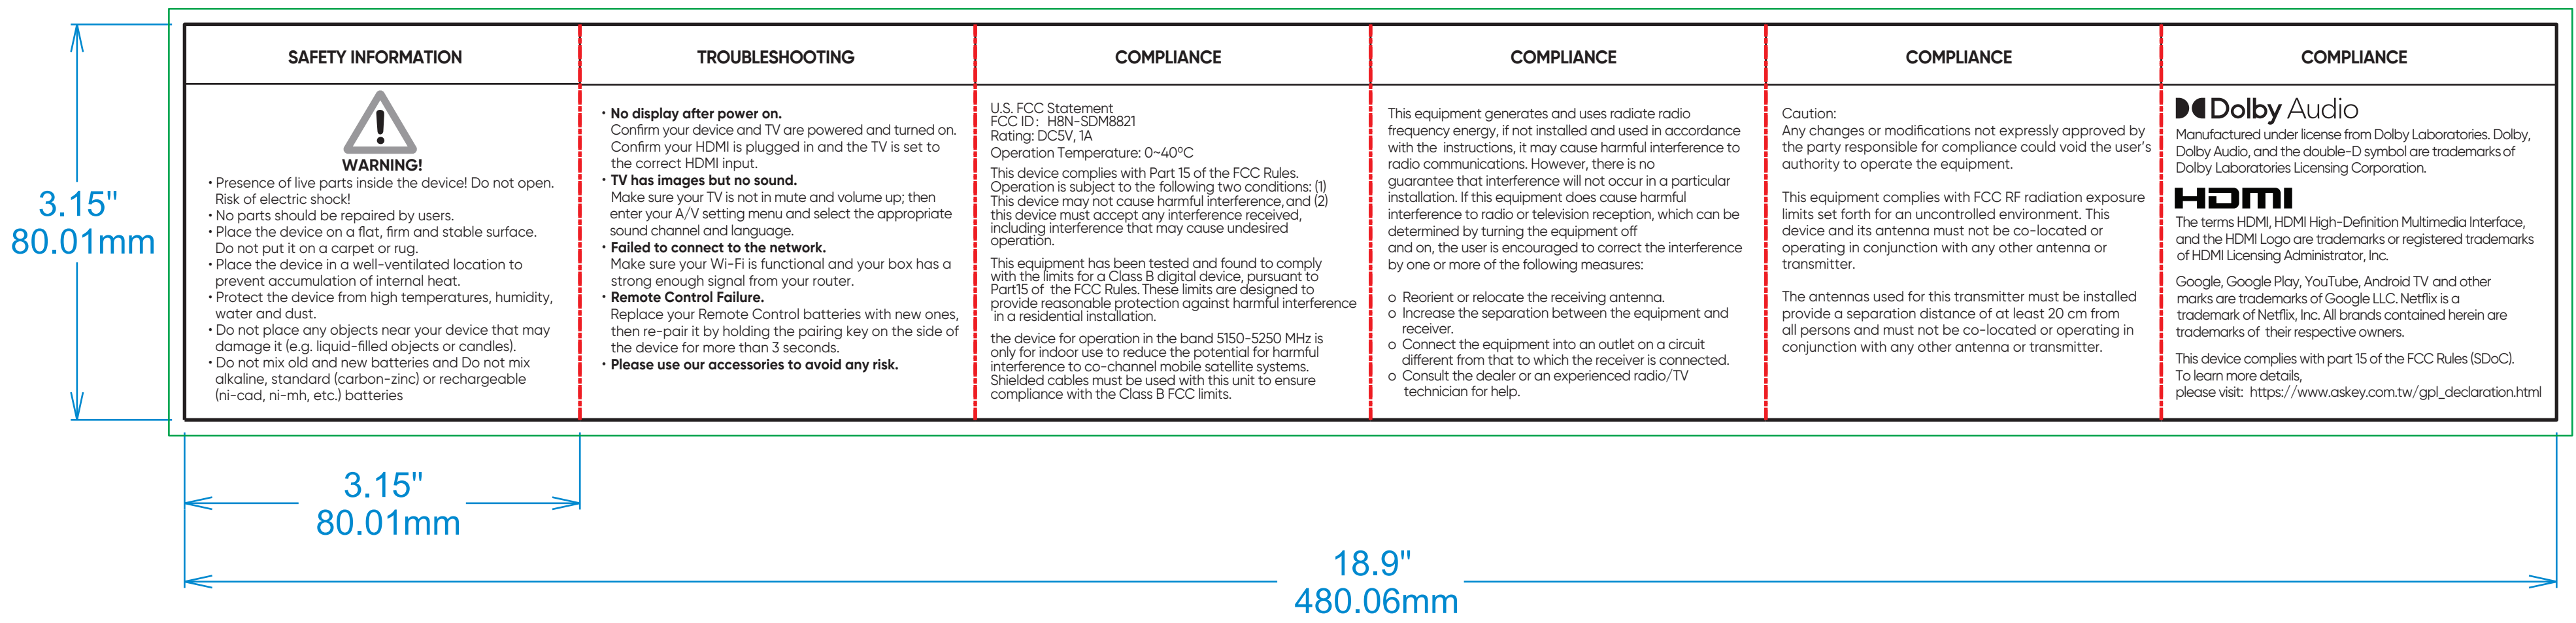 SAFETY INFORMATION
WARNING!
• Presence of live parts inside the device! Do not open.
Risk of electric shock!
• No parts should be repaired by users.
• Place the device on a flat, firm and stable surface.
Do not put it on a carpet or rug.
• Place the device in a well-ventilated location to
prevent accumulation of internal heat.
• Protect the device from high temperatures, humidity,
water and dust.
• Do not place any objects near your device that may
damage it (e.g. liquid-filled objects or candles).
• Do not mix old and new batteries and Do not mix
alkaline, standard (carbon-zinc) or rechargeable
(ni-cad, ni-mh, etc.) batteries
TROUBLESHOOTING
• No display after power on.
Confirm your device and TV are powered and turned on.
Confirm your HDMI is plugged in and the TV is set to
the correct HDMI input.
• TV has images but no sound.
Make sure your TV is not in mute and volume up; then
enter your A/V setting menu and select the appropriate
sound channel and language.
• Failed to connect to the network.
Make sure your Wi-Fi is functional and your box has a
strong enough signal from your router.
• Remote Control Failure.
Replace your Remote Control batteries with new ones,
then re-pair it by holding the pairing key on the side of
the device for more than 3 seconds.
• Please use our accessories to avoid any risk.
COMPLIANCE
U.S. FCC Statement
FCC ID: H8N-SDM8821
Rating: DC5V, 1A
Operation Temperature: 0~40ºC
This device complies with Part 15 of the FCC Rules.
Operation is subject to the following two conditions: (1)
This device may not cause harmful interference, and (2)
this device must accept any interference received,
including interference that may cause undesired
operation.
This equipment has been tested and found to comply
with the limits for a Class B digital device, pursuant to
Part15 of the FCC Rules. These limits are designed to
provide reasonable protection against harmful interference
in a residential installation.
the device for operation in the band 5150-5250 MHz is
only for indoor use to reduce the potential for harmful
interference to co-channel mobile satellite systems.
Shielded cables must be used with this unit to ensure
compliance with the Class B FCC limits.
COMPLIANCE
This equipment generates and uses radiate radio
frequency energy, if not installed and used in accordance
with the instructions, it may cause harmful interference to
radio communications. However, there is no
guarantee that interference will not occur in a particular
installation. If this equipment does cause harmful
interference to radio or television reception, which can be
determined by turning the equipment off
and on, the user is encouraged to correct the interference
by one or more of the following measures:
o Reorient or relocate the receiving antenna.
o Increase the separation between the equipment and
receiver.
o Connect the equipment into an outlet on a circuit
different from that to which the receiver is connected.
o Consult the dealer or an experienced radio/TV
technician for help.
COMPLIANCE
Caution:
Any changes or modifications not expressly approved by
the party responsible for compliance could void the user's
authority to operate the equipment.
This equipment complies with FCC RF radiation exposure
limits set forth for an uncontrolled environment. This
device and its antenna must not be co-located or
operating in conjunction with any other antenna or
transmitter.
The antennas used for this transmitter must be installed
provide a separation distance of at least 20 cm from
all persons and must not be co-located or operating in
conjunction with any other antenna or transmitter.
COMPLIANCE
Dolby Audio
Manufactured under license from Dolby Laboratories. Dolby,
Dolby Audio, and the double-D symbol are trademarks of
Dolby Laboratories Licensing Corporation.
HDMI
The terms HDMI, HDMI High-Definition Multimedia Interface,
and the HDMI Logo are trademarks or registered trademarks
of HDMI Licensing Administrator, Inc.
Google, Google Play, YouTube, Android TV and other
marks are trademarks of Google LLC. Netflix is a
trademark of Netflix, Inc. All brands contained herein are
trademarks of their respective owners.
This device complies with part 15 of the FCC Rules (SDoC).
To learn more details,
please visit: https://www.askey.com.tw/gpl_declaration.html
3.15"
80.01mm
3.15"
80.01mm
18.9"
480.06mm